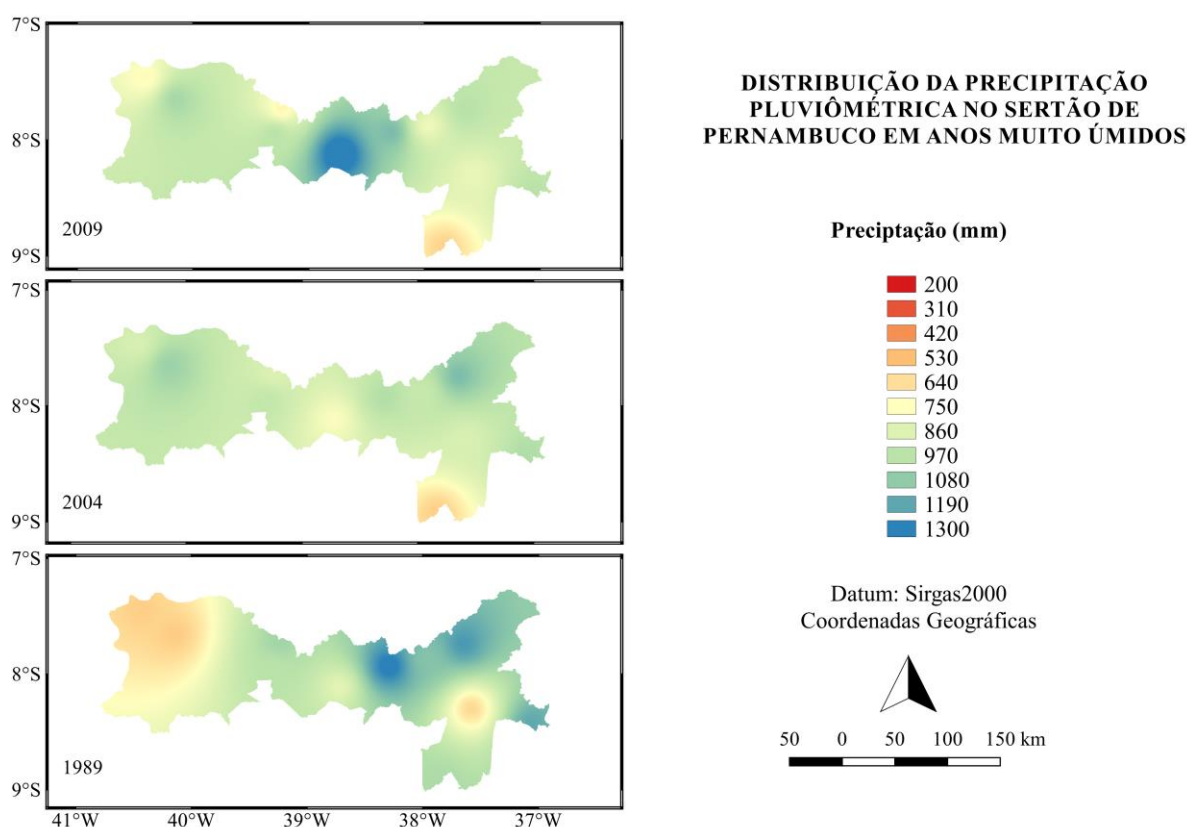 7°S
8°S
9°S
2009
7°S
8°S
9°S
2004
7°S
8°S
9°S
1989
41°W
40°W
39°W
38°W
37°W
DISTRIBUIÇÃO DA PRECIPITAÇÃO
PLUVIÔMÉTRICA NO SERTÃO DE
PERNAMBUCO EM ANOS MUITO ÚMIDOS
Preciptação (mm)
200
310
420
530
640
750
860
970
1080
1190
1300
Datum: Sirgas2000
Coordenadas Geográficas
50 0 50 100 150 km